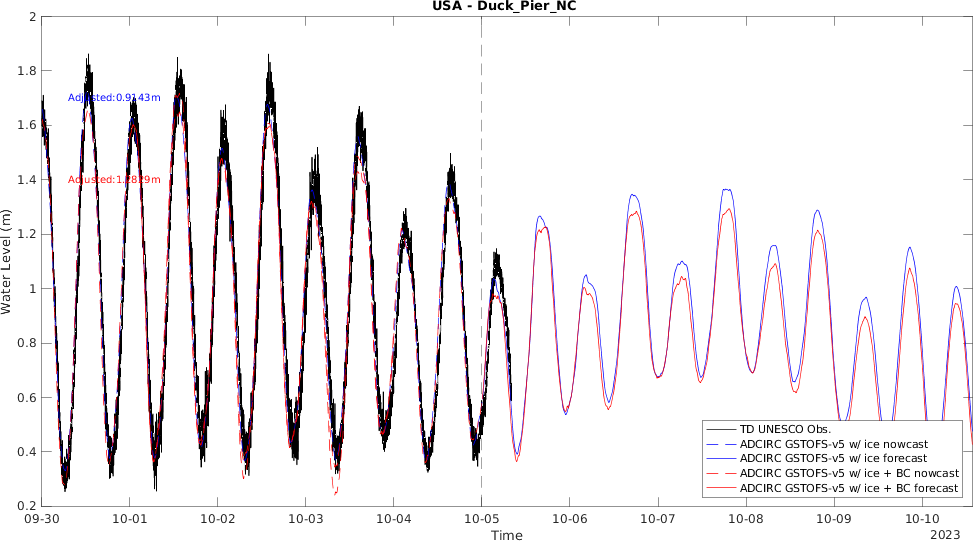 USA - Duck_Pier_NC
2
1.8
1.6
1.4
1.2
1
0.8
0.6
0.4
0.2
Water Level (m)
Adjusted:0.9143m
Adjusted:1.2829m
TD UNESCO Obs.
ADCIRC GSTOFS-v5 w/ ice nowcast
ADCIRC GSTOFS-v5 w/ ice forecast
ADCIRC GSTOFS-v5 w/ ice + BC nowcast
ADCIRC GSTOFS-v5 w/ ice + BC forecast
09-30 10-01 10-02 10-03 10-04 10-05 10-06 10-07 10-08 10-09 10-10
Time
2023